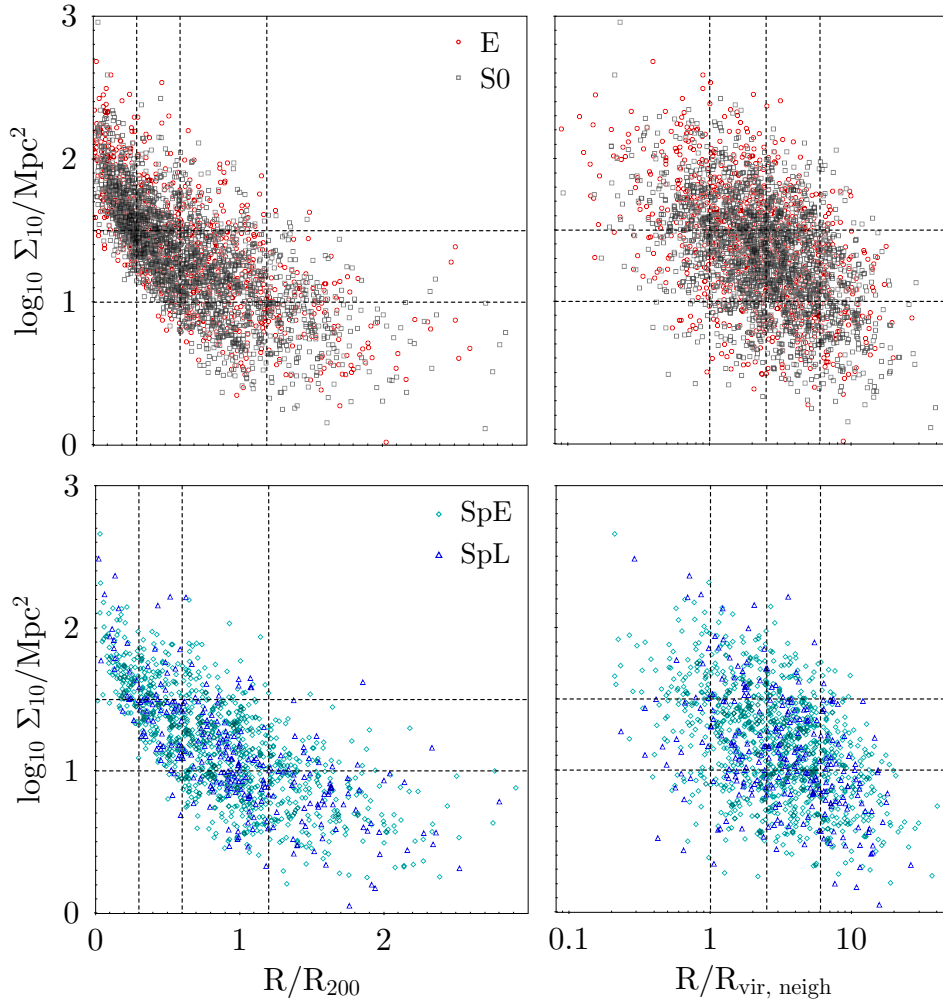 3
2
1
0
log₁₀ Σ₁₀/Mpc²
E
S0
3
2
1
0
log₁₀ Σ₁₀/Mpc²
SpE
SpL
0 1 2
0.1 1 10
R/R₂₀₀
R/R_vir, neigh